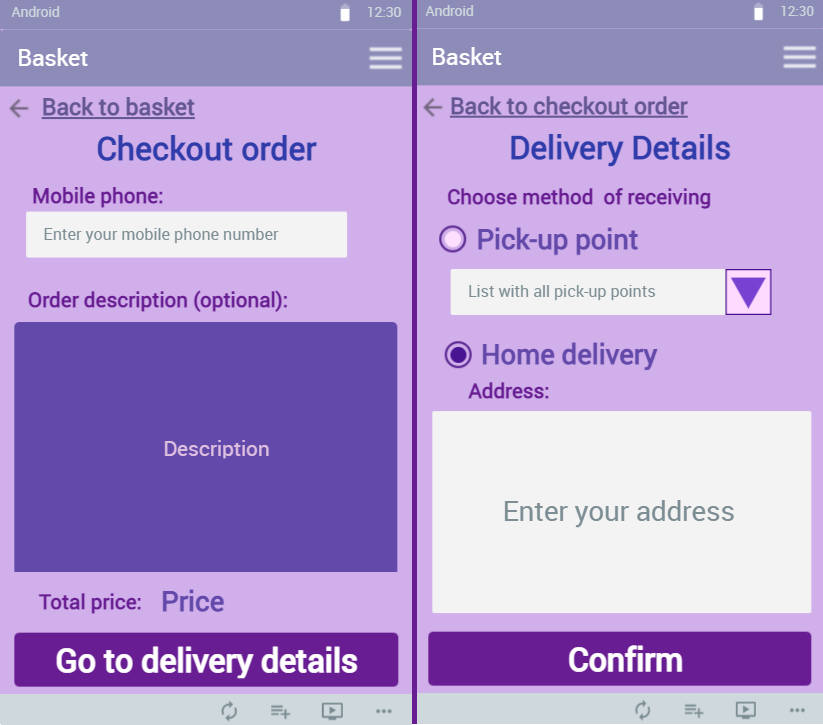 Android
12:30
Basket
Back to basket
Checkout order
Mobile phone:
Enter your mobile phone number
Order description (optional):
Description
Total price: Price
Go to delivery details
Android
12:30
Basket
Back to checkout order
Delivery Details
Choose method of receiving
Pick-up point
List with all pick-up points
Home delivery
Address:
Enter your address
Confirm